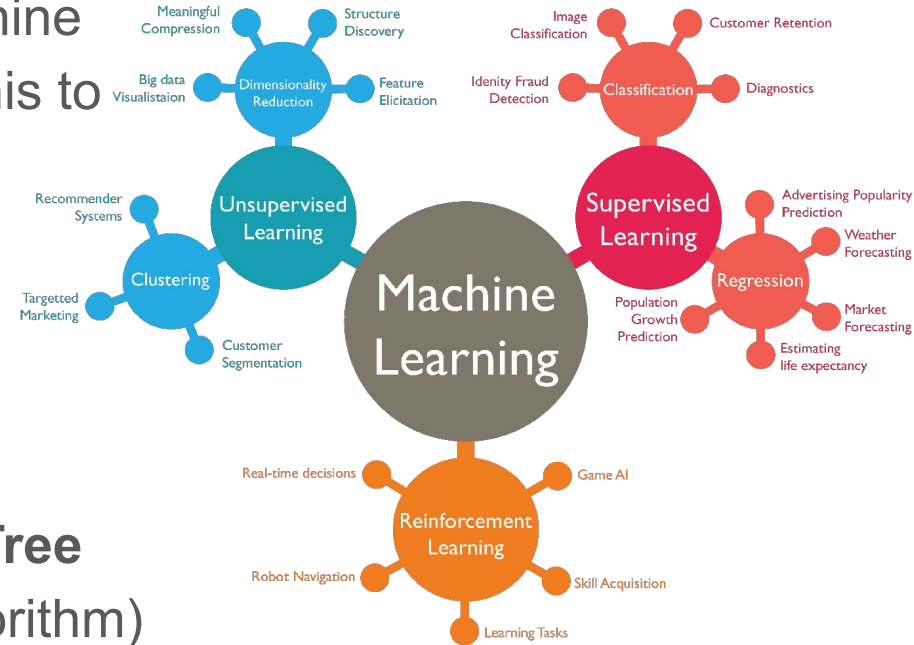 nine
his to
Tree
orithm)
Meaningful
Compression
Structure
Discovery
Big data
Visualistaion
Dimensionality
Reduction
Feature
Elicitation
Unsupervised
Learning
Recommender
Systems
Clustering
Targetted
Marketing
Customer
Segmentation
Machine
Learning
Image
Classification
Customer Retention
Idenity Fraud
Detection
Classification
Diagnostics
Supervised
Learning
Advertising Popularity
Prediction
Weather
Forecasting
Regression
Population
Growth
Prediction
Market
Forecasting
Estimating
life expectancy
Real-time decisions
Game AI
Reinforcement
Learning
Robot Navigation
Skill Acquisition
Learning Tasks